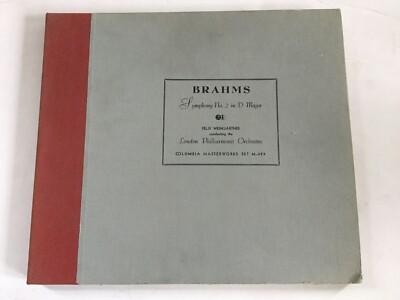 BRAHMS
Symphony No. 2 in D Major
FELIX WEINGARTNER
conducting the
London Philharmonic Orchestra
COLUMBIA MASTERWORKS SET M-493